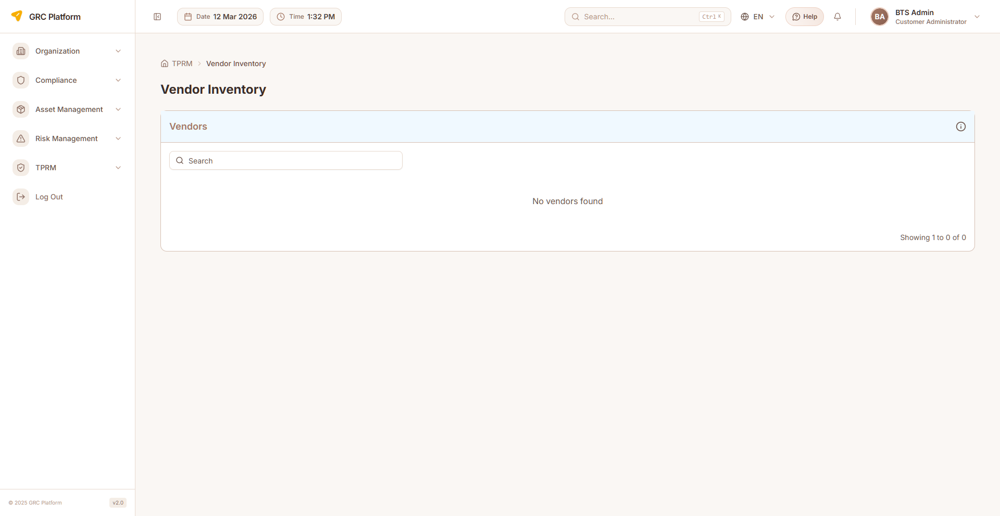 GRC Platform
Date 12 Mar 2026
Time 1:32 PM
Search...
Ctrl K
EN
Help
BA
BTS Admin
Customer Administrator
Organization
Compliance
Asset Management
Risk Management
TPRM
Log Out
TPRM > Vendor Inventory
Vendor Inventory
Vendors
Search
No vendors found
Showing 1 to 0 of 0
© 2025 GRC Platform
v2.0